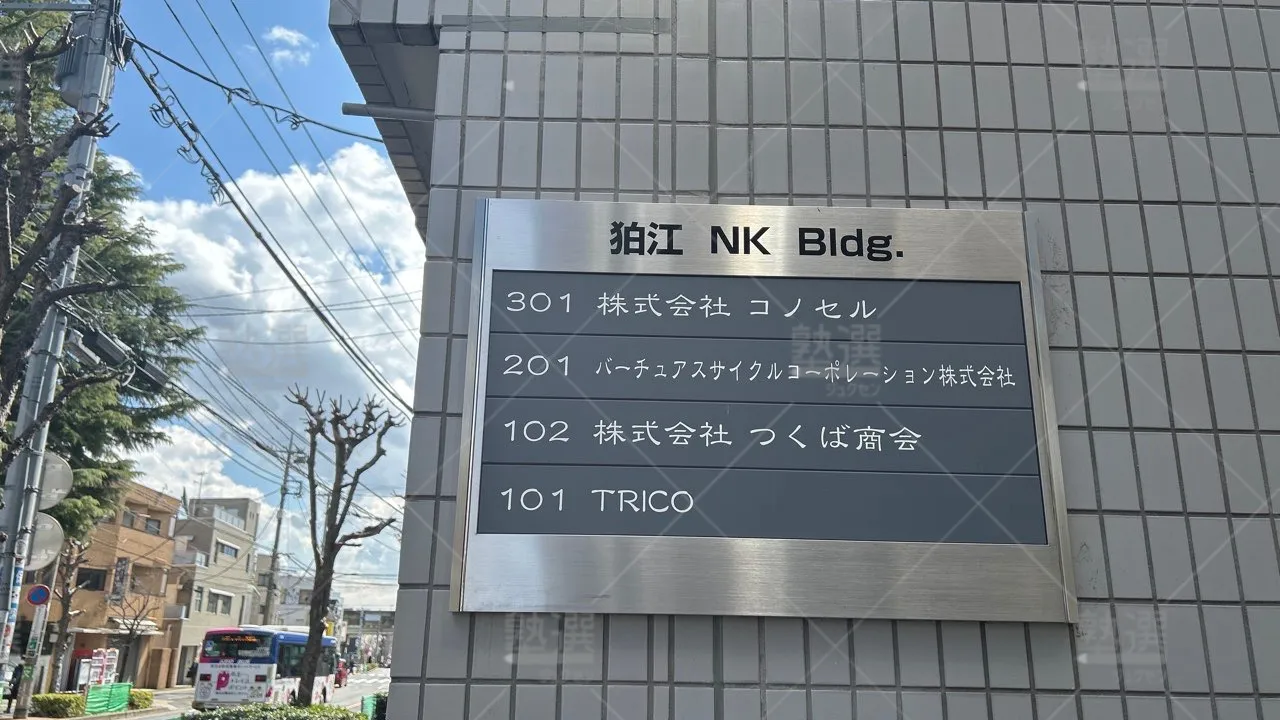 狛江 NK Bldg.
301 株式会社 コノセル
201 バーチュアスサイクルコーポレーション株式会社
102 株式会社 つくば商会
101 TRICO
塾選